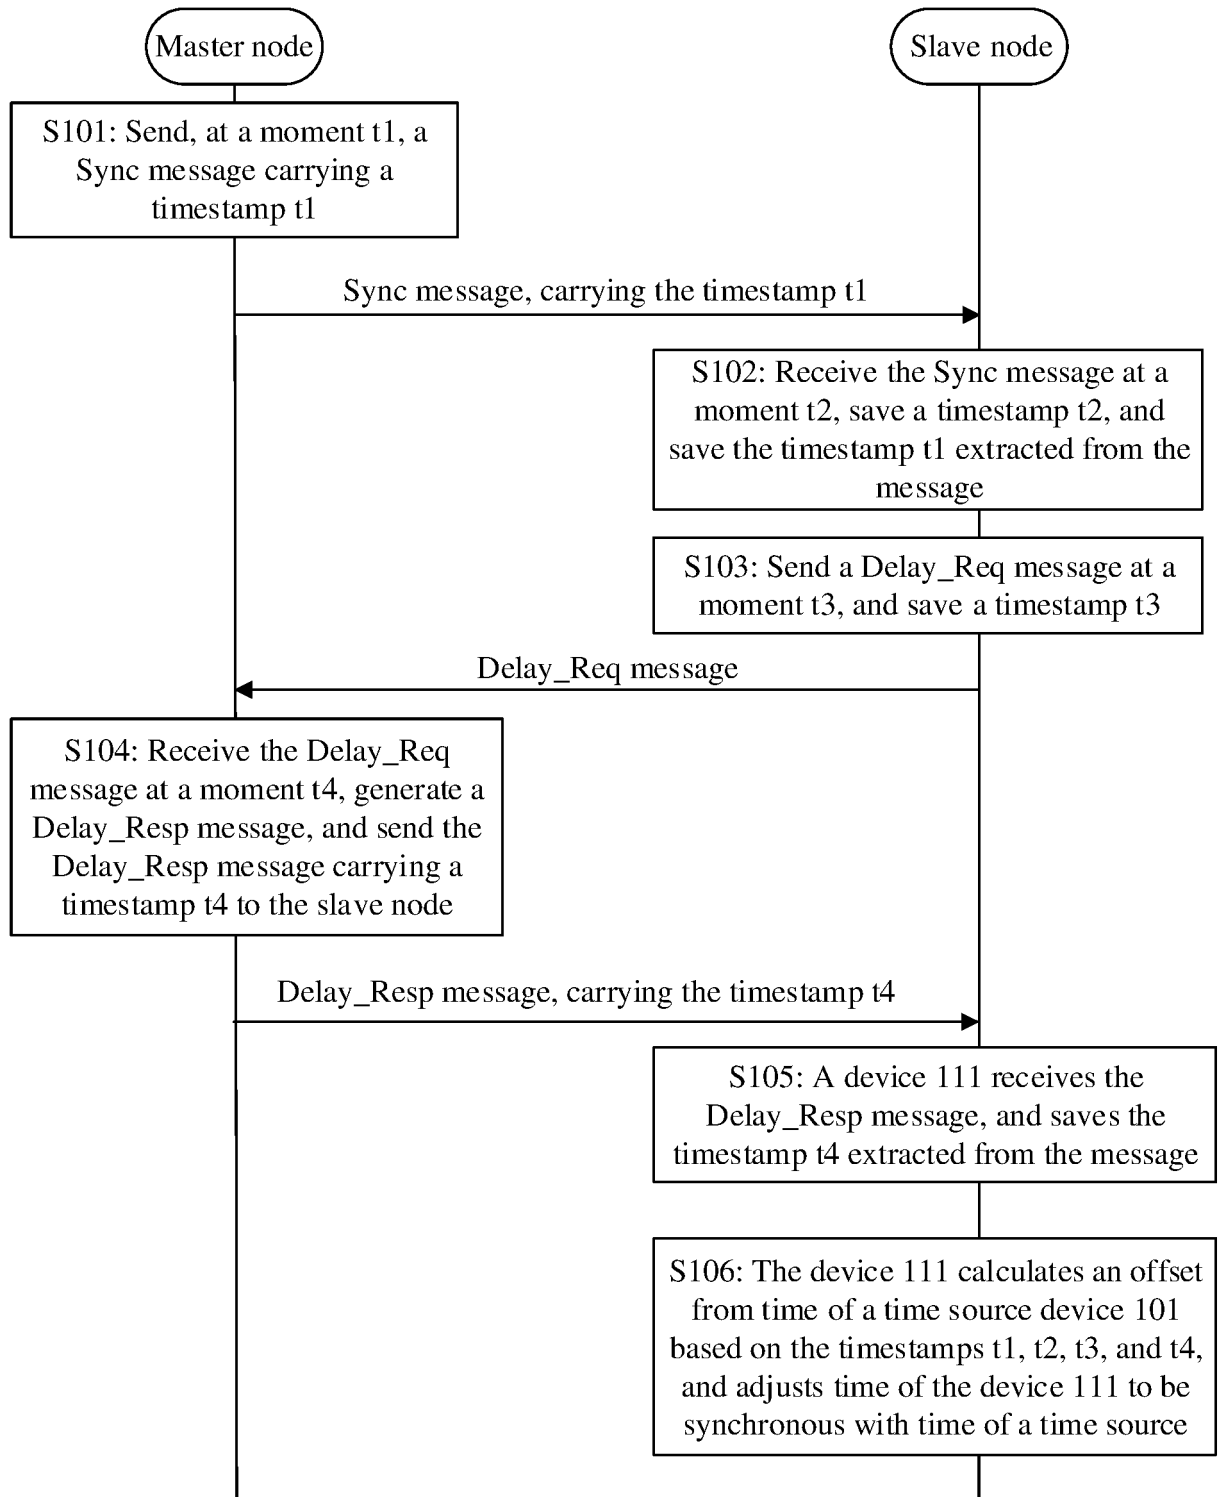 Master node
Slave node
S101: Send, at a moment t1, a
Sync message carrying a
timestamp t1
Sync message, carrying the timestamp t1
S102: Receive the Sync message at a
moment t2, save a timestamp t2, and
save the timestamp t1 extracted from the
message
S103: Send a Delay_Req message at a
moment t3, and save a timestamp t3
Delay_Req message
S104: Receive the Delay_Req
message at a moment t4, generate a
Delay_Resp message, and send the
Delay_Resp message carrying a
timestamp t4 to the slave node
Delay_Resp message, carrying the timestamp t4
S105: A device 111 receives the
Delay_Resp message, and saves the
timestamp t4 extracted from the message
S106: The device 111 calculates an offset
from time of a time source device 101
based on the timestamps t1, t2, t3, and t4,
and adjusts time of the device 111 to be
synchronous with time of a time source